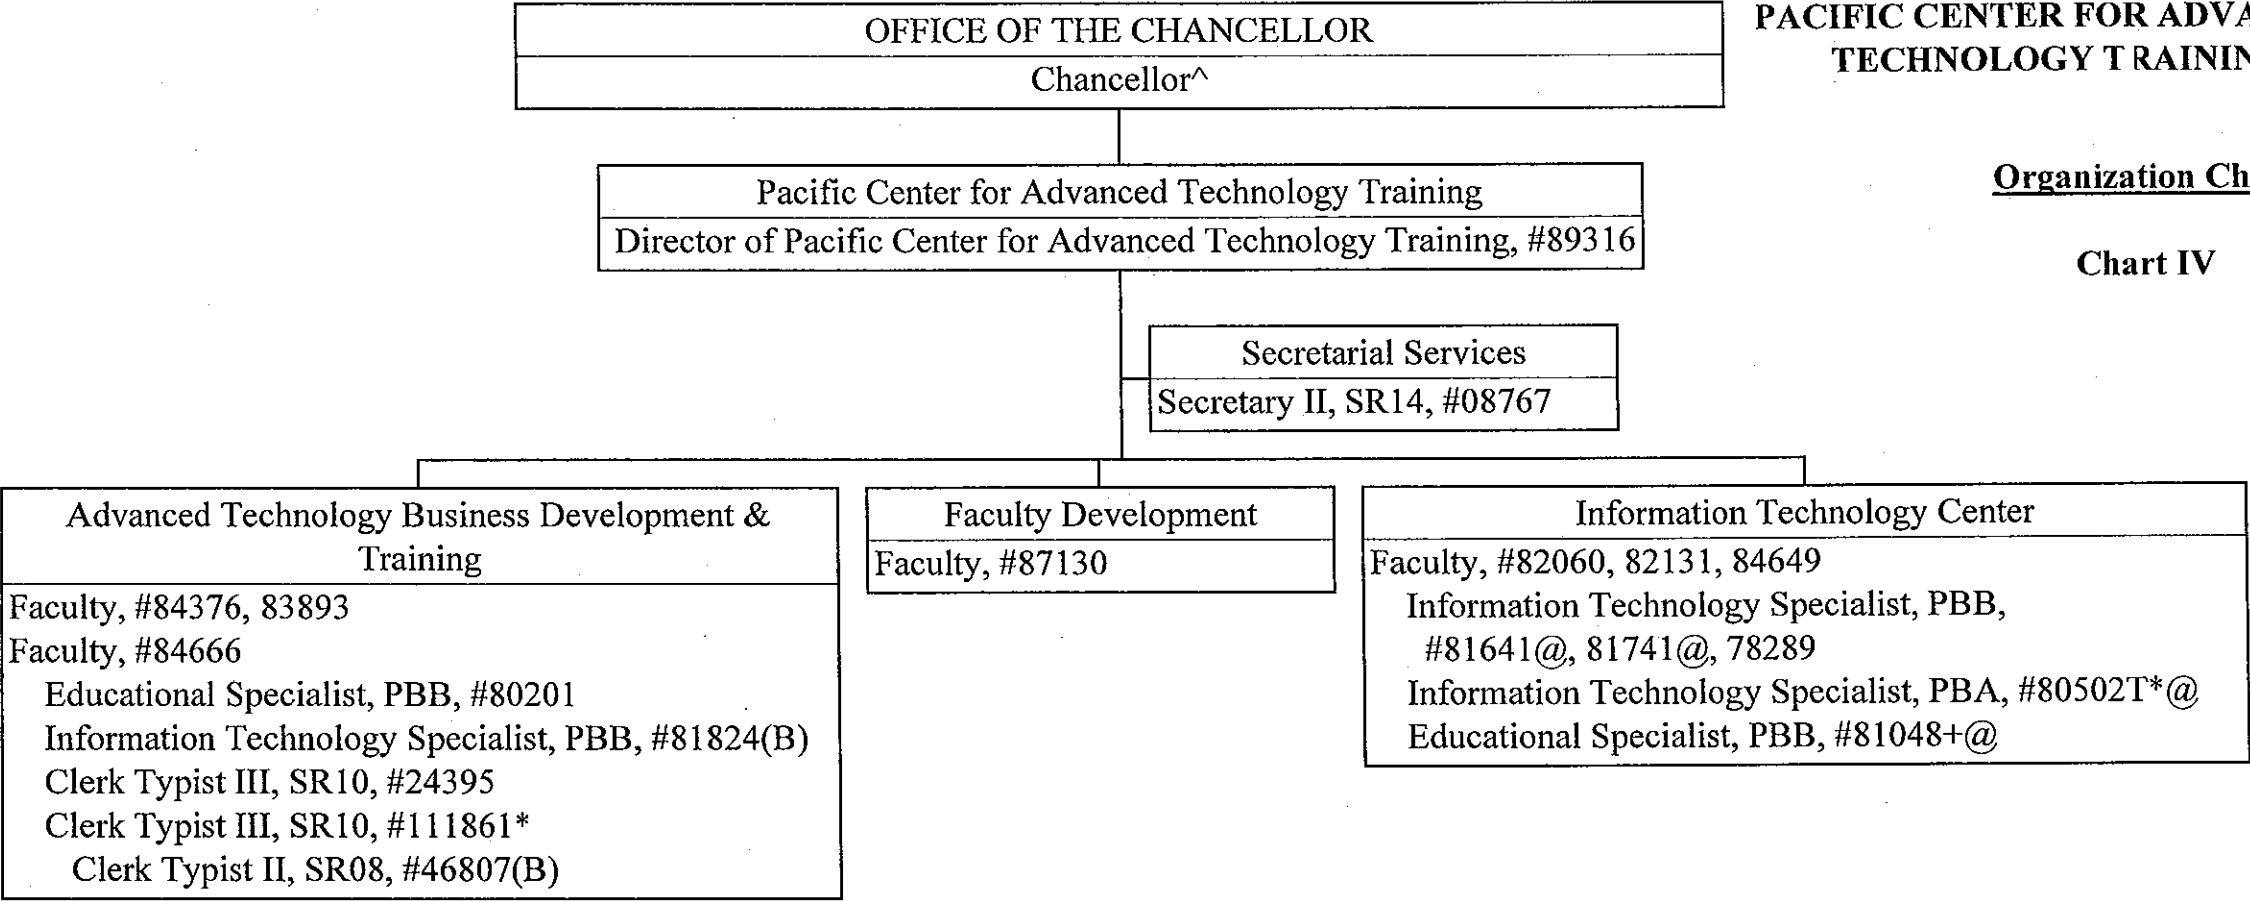 OFFICE OF THE CHANCELLOR
Chancellor^
PACIFIC CENTER FOR ADVA
TECHNOLOGY TRAININ
Organization Ch
Chart IV
Pacific Center for Advanced Technology Training
Director of Pacific Center for Advanced Technology Training, #89316
Secretarial Services
Secretary II, SR14, #08767
Advanced Technology Business Development &
Training
Faculty, #84376, 83893
Faculty, #84666
Educational Specialist, PBB, #80201
Information Technology Specialist, PBB, #81824(B)
Clerk Typist III, SR10, #24395
Clerk Typist III, SR10, #111861*
Clerk Typist II, SR08, #46807(B)
Faculty Development
Faculty, #87130
Information Technology Center
Faculty, #82060, 82131, 84649
Information Technology Specialist, PBB,
#81641@, 81741@, 78289
Information Technology Specialist, PBA, #80502T*@
Educational Specialist, PBB, #81048+@